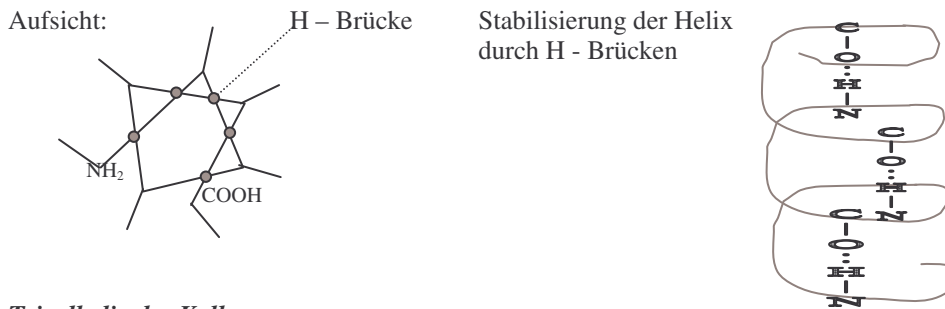 Aufsicht:
H – Brücke
NH₂
COOH
Stabilisierung der Helix
durch H - Brücken
C-O··H-N
C-O··H-N
C-O··H-N